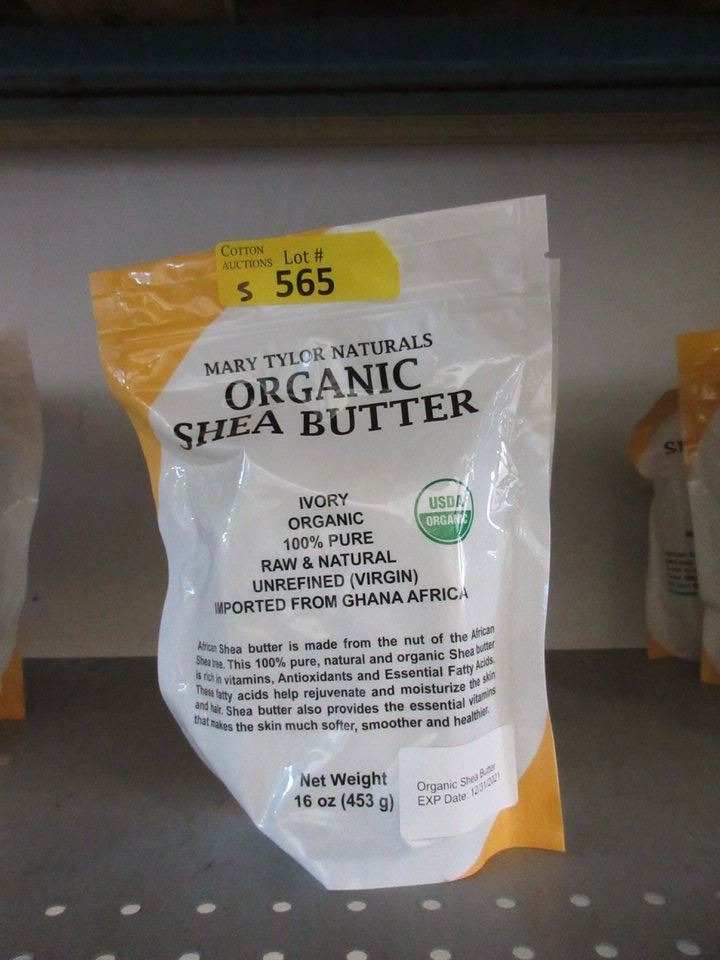 COTTON
AUCTIONS Lot #
S 565
MARY TYLOR NATURALS
ORGANIC
SHEA BUTTER
IVORY
ORGANIC
100% PURE
RAW & NATURAL
UNREFINED (VIRGIN)
IMPORTED FROM GHANA AFRICA
USDA
ORGANIC
African Shea butter is made from the nut of the African
Shea tree. This 100% pure, natural and organic Shea butter
is rich in vitamins, Antioxidants and Essential Fatty Acids.
These fatty acids help rejuvenate and moisturize the skin
and hair. Shea butter also provides the essential vitamins
that makes the skin much softer, smoother and healthier.
Net Weight
16 oz (453 g)
Organic Shea Butter
EXP Date: 12/31/2021